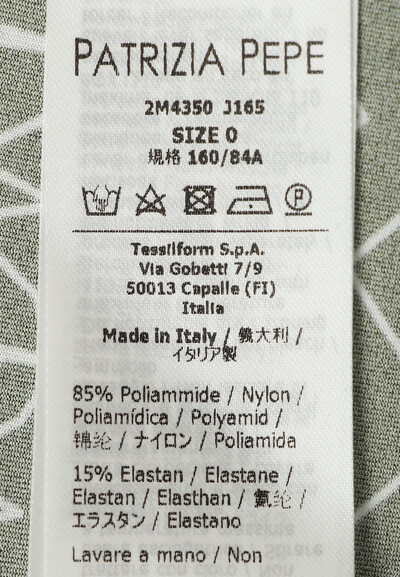 PATRIZIA PEPE
2M4350 J165
SIZE 0
規格 160/84A
P
Tessilform S.p.A.
Via Gobetti 7/9
50013 Capalle (FI)
Italia
Made in Italy / 義大利 /
イタリア製
85% Poliammide / Nylon /
Poliamídica / Polyamid /
锦纶 / ナイロン / Poliamida
15% Elastan / Elastane /
Elastan / Elasthan / 氨纶 /
エラスタン / Elastano
Lavare a mano / Non